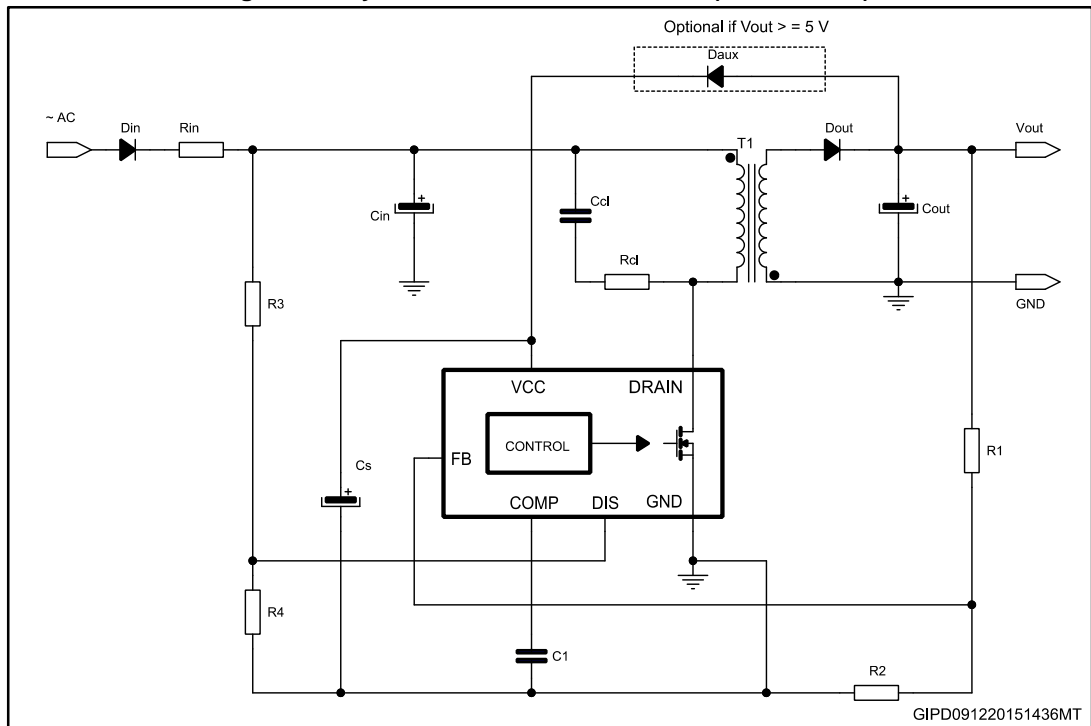 Optional if Vout > = 5 V
Daux
~ AC
Din
Rin
T1
Dout
Vout
Ccl
Cin
Cout
Rcl
GND
R3
VCC
DRAIN
CONTROL
R1
FB
Cs
COMP
DIS
GND
R4
C1
R2
GIPD091220151436MT